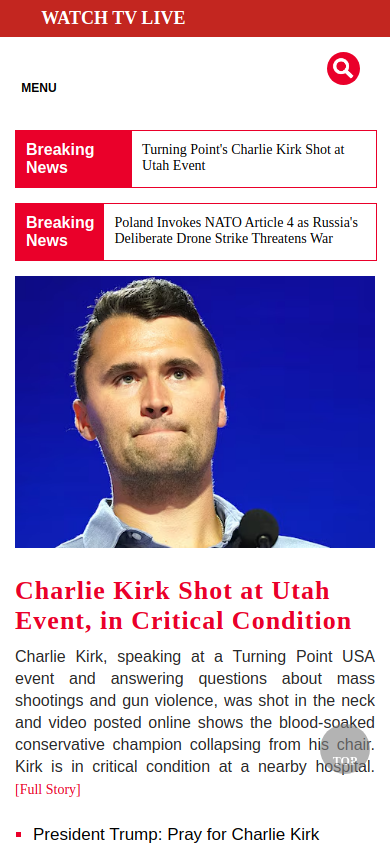 WATCH TV LIVE
MENU
Breaking News
Turning Point's Charlie Kirk Shot at
Utah Event
Breaking News
Poland Invokes NATO Article 4 as Russia's
Deliberate Drone Strike Threatens War
Charlie Kirk Shot at Utah
Event, in Critical Condition
Charlie Kirk, speaking at a Turning Point USA
event and answering questions about mass
shootings and gun violence, was shot in the neck
and video posted online shows the blood-soaked
conservative champion collapsing from his chair.
Kirk is in critical condition at a nearby hospital.
[Full Story]
TOP
President Trump: Pray for Charlie Kirk